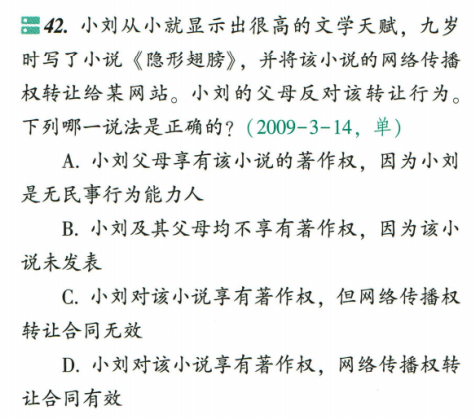 42. 小刘从小就显示出很高的文学天赋，九岁
时写了小说《隐形翅膀》，并将该小说的网络传播
权转让给某网站。小刘的父母反对该转让行为。
下列哪一说法是正确的？（2009-3-14，单）
A. 小刘父母享有该小说的著作权，因为小刘
是无民事行为能力人
B. 小刘及其父母均不享有著作权，因为该小
说未发表
C. 小刘对该小说享有著作权，但网络传播权
转让合同无效
D. 小刘对该小说享有著作权，网络传播权转
让合同有效